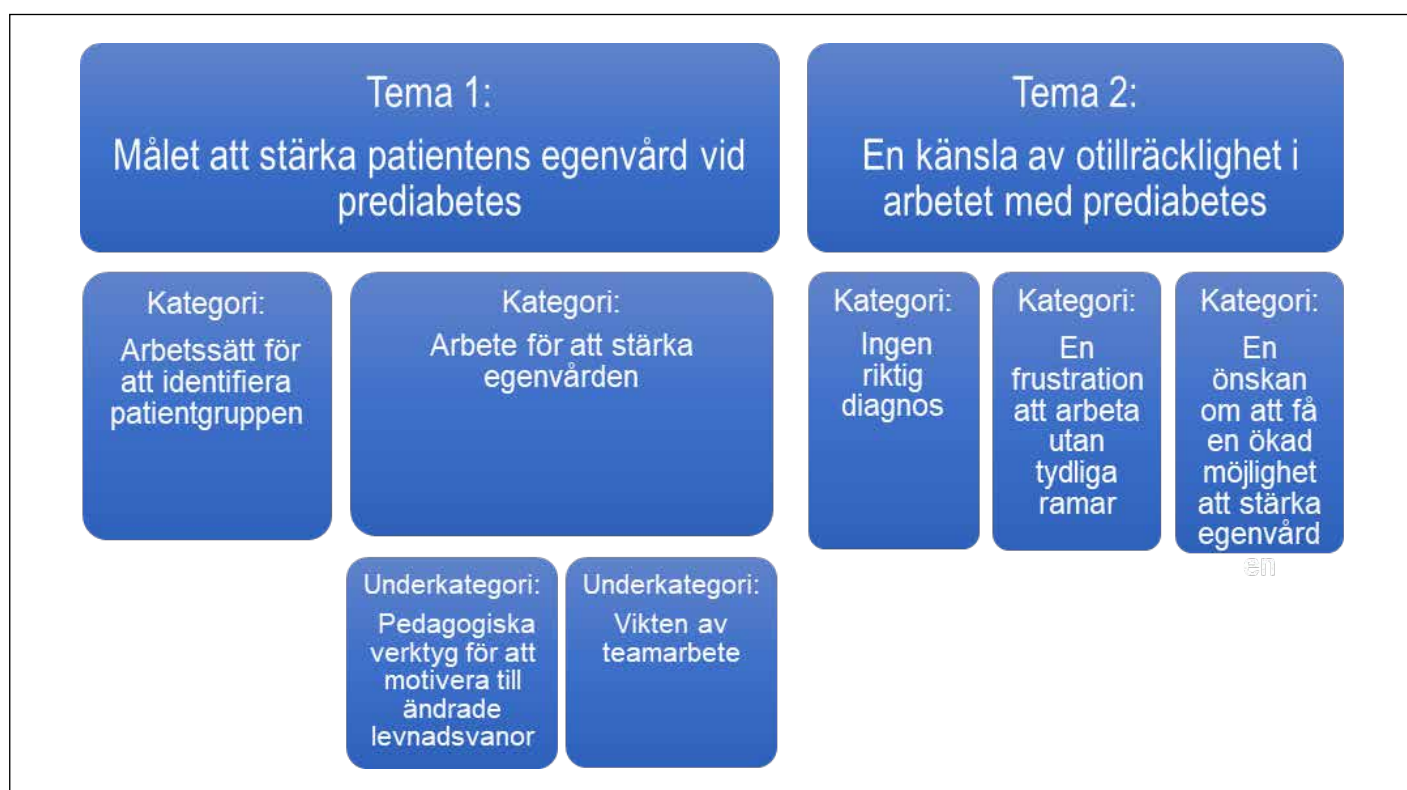 Tema 1:
Målet att stärka patientens egenvård vid
prediabetes
Tema 2:
En känsla av otillräcklighet i
arbetet med prediabetes
Kategori:
Arbetssätt för
att identifiera
patientgruppen
Kategori:
Arbete för att stärka
egenvården
Underkategori:
Pedagogiska
verktyg för att
motivera till
ändrade
levnadsvanor
Underkategori:
Vikten av
teamarbete
Kategori:
Ingen
riktig
diagnos
Kategori:
En
frustration
att arbeta
utan
tydliga
ramar
Kategori:
En
önskan
om att få
en ökad
möjlighet
att stärka
egenvård
en